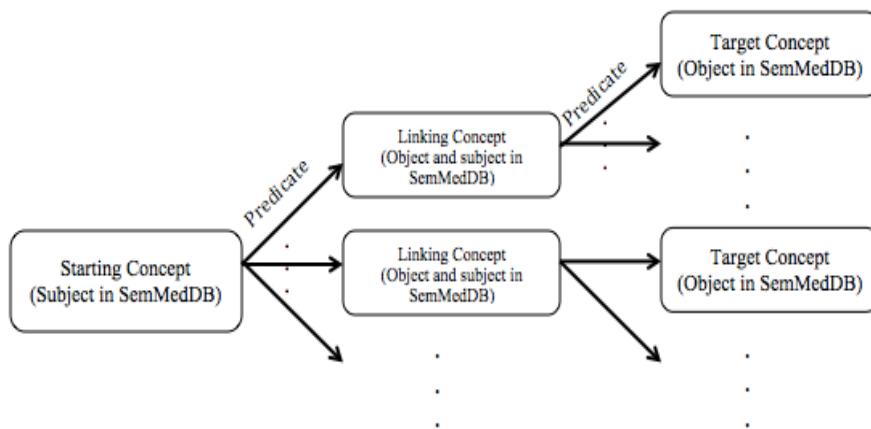 Target Concept
(Object in SemMedDB)
Predicate
Linking Concept
(Object and subject in
SemMedDB)
Predicate
Starting Concept
(Subject in SemMedDB)
Linking Concept
(Object and subject in
SemMedDB)
Target Concept
(Object in SemMedDB)